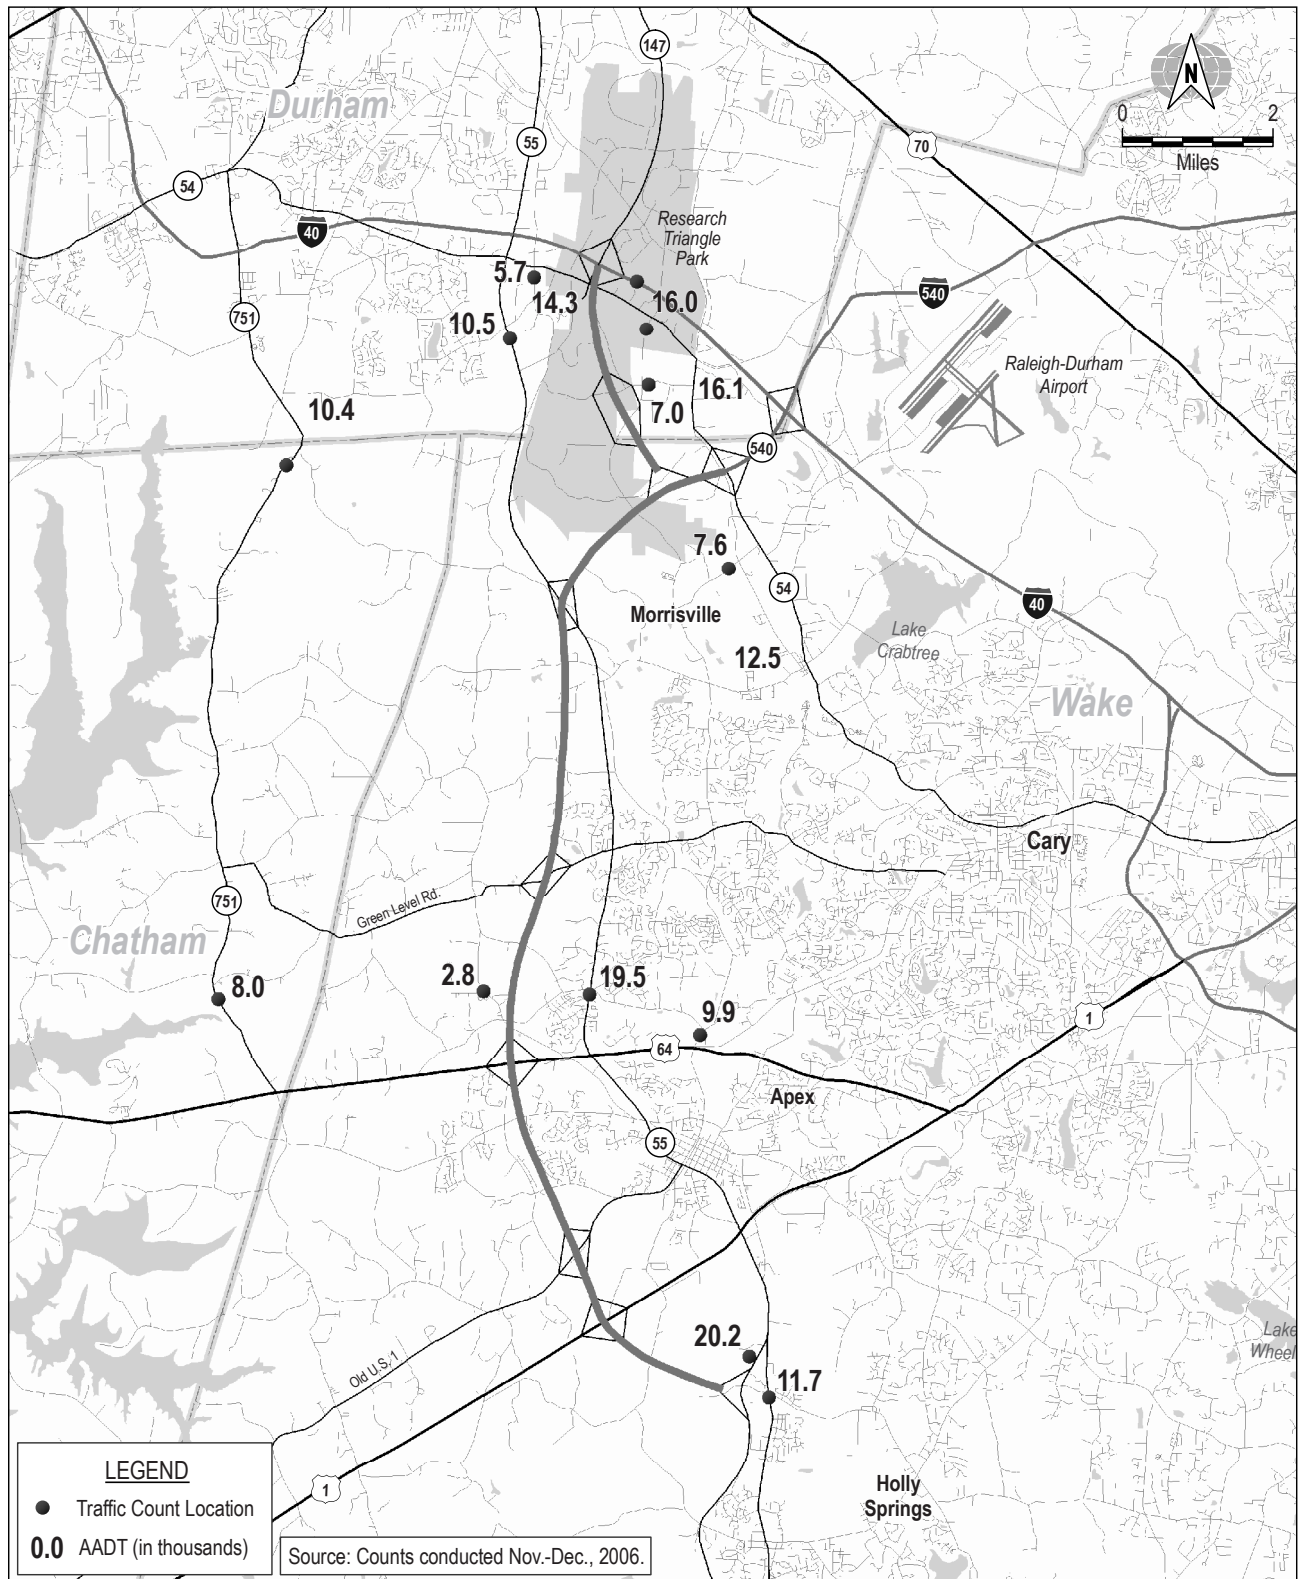 147
N
0 2
Miles
Durham
55
70
54
Research
Triangle
Park
40
5.7
14.3
16.0
540
751
10.5
Raleigh-Durham
Airport
16.1
10.4
7.0
540
7.6
54
40
Morrisville
Lake
Crabtree
12.5
Wake
Cary
751
Green Level Rd.
Chatham
2.8
19.5
8.0
9.9
1
64
Apex
55
20.2
Lake
Wheel
Old U.S. 1
11.7
LEGEND
Traffic Count Location
0.0 AADT (in thousands)
1
Holly
Springs
Source: Counts conducted Nov.-Dec., 2006.